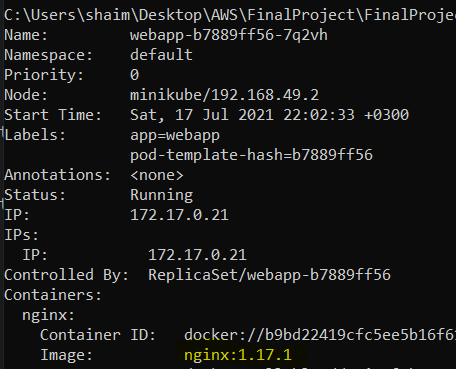 C:\Users\shaim\Desktop\AWS\FinalProject\FinalProjec
Name: webapp-b7889ff56-7q2vh
Namespace: default
Priority: 0
Node: minikube/192.168.49.2
Start Time: Sat, 17 Jul 2021 22:02:33 +0300
Labels: app=webapp
pod-template-hash=b7889ff56
Annotations: <none>
Status: Running
IP: 172.17.0.21
IPs:
IP: 172.17.0.21
Controlled By: ReplicaSet/webapp-b7889ff56
Containers:
nginx:
Container ID: docker://b9bd22419cfc5ee5b16f6
Image: nginx:1.17.1